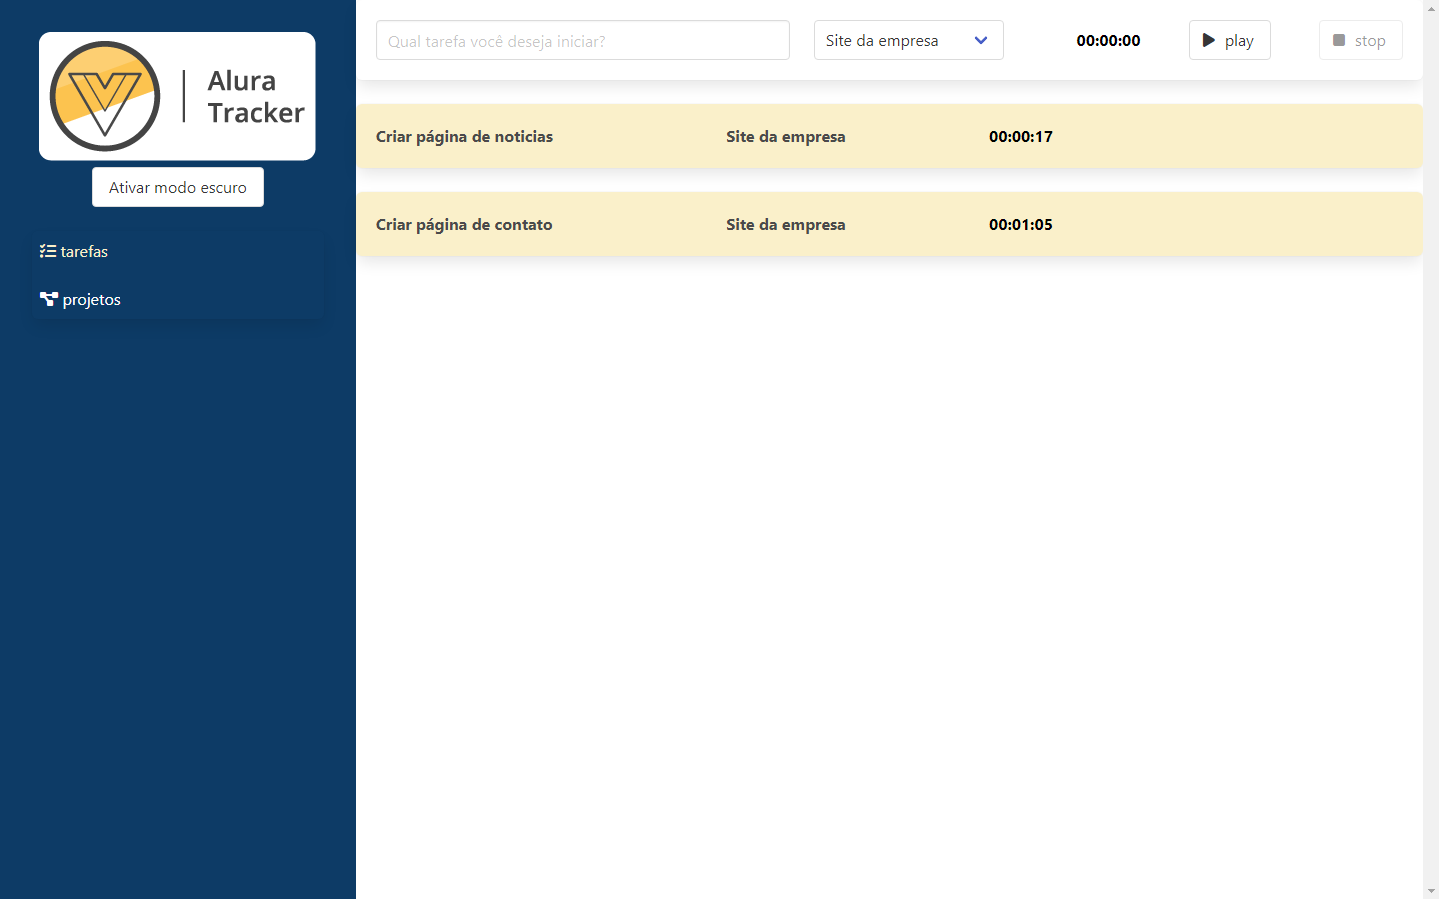 Alura
Tracker
Ativar modo escuro
tarefas
projetos
Qual tarefa você deseja iniciar?
Site da empresa
00:00:00
play
stop
Criar página de noticias
Site da empresa
00:00:17
Criar página de contato
Site da empresa
00:01:05